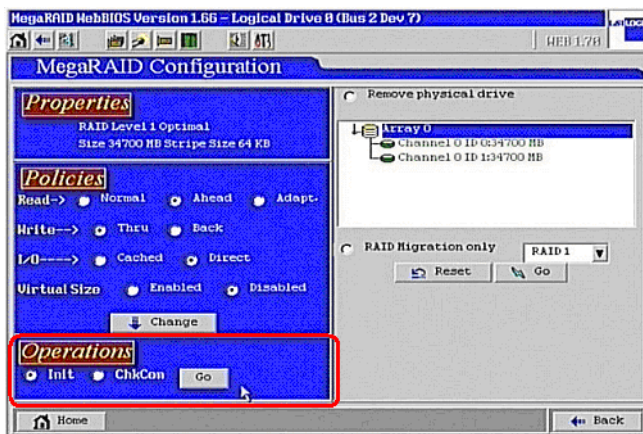 MegaRAID WebBIOS Version 1.66 - Logical Drive 0 (Bus 2 Dev 7)
WEB 1.70
MegaRAID Configuration
Properties
RAID Level 1 Optimal
Size 34700 MB Stripe Size 64 KB
Policies
Read-> Normal Ahead Adapt.
Write--> Thru Back
I/O----> Cached Direct
Virtual Size Enabled Disabled
Change
Operations
Init ChkCon Go
Remove physical drive
Array 0
Channel 0 ID 0:34700 MB
Channel 0 ID 1:34700 MB
RAID Migration only RAID 1
Reset Go
Home
Back